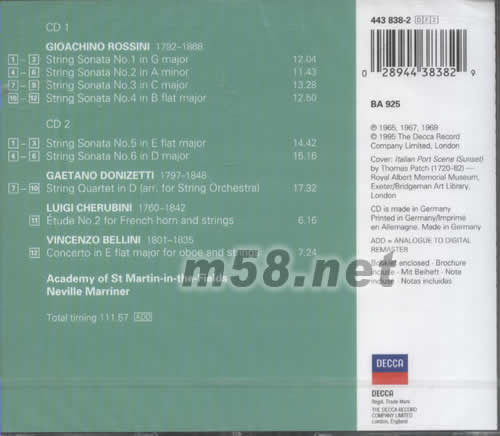 CD 1
GIOACHINO ROSSINI 1792–1868
1 – 3 String Sonata No.1 in G major 12.04
4 – 6 String Sonata No.2 in A minor 11.43
7 – 9 String Sonata No.3 in C major 13.28
10 – 12 String Sonata No.4 in B flat major 12.50
CD 2
1 – 3 String Sonata No.5 in E flat major 14.42
4 – 6 String Sonata No.6 in D major 15.16
GAETANO DONIZETTI 1797–1848
7 – 10 String Quartet in D (arr. for String Orchestra) 17.32
LUIGI CHERUBINI 1760–1842
11 Étude No.2 for French horn and strings 6.16
VINCENZO BELLINI 1801–1835
12 Concerto in E flat major for oboe and strings 7.24
Academy of St Martin-in-the-Fields
Neville Marriner
Total timing 111.57 ADD
m58.net
443 838-2 DF2
0 28944 38382 9
BA 925
℗ 1965, 1967, 1969
© 1995 The Decca Record
Company Limited, London
Cover: Italian Port Scene (Sunset)
by Thomas Patch (1720-82) —
Royal Albert Memorial Museum,
Exeter/Bridgeman Art Library,
London
CD is made in Germany
Printed in Germany/Imprimé
en Allemagne. Made in Germany
ADD = ANALOGUE TO DIGITAL
REMASTER
Booklet enclosed · Brochure
incluse · Mit Beiheft · Note
incluse · Notas incluidas
DECCA
DECCA
Regd. Trade Mark
THE DECCA RECORD
COMPANY LIMITED
London, England